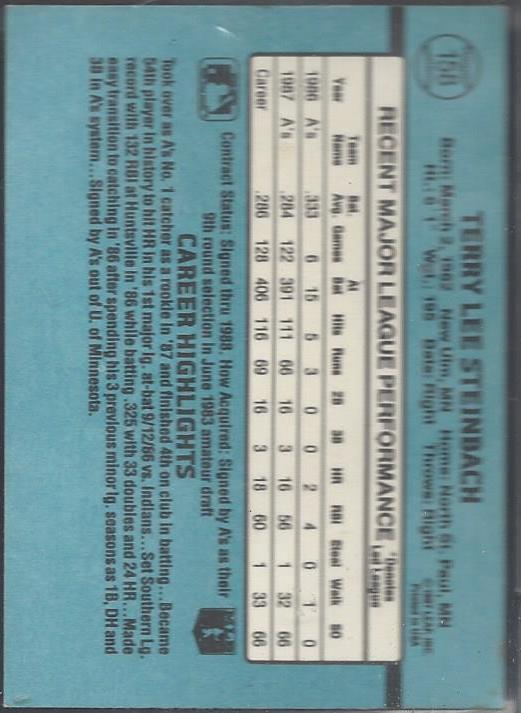 158
TERRY LEE STEINBACH
Born: March 2, 1962 New Ulm, MN Home: North St. Paul, MN
Ht.: 6' 1" Wgt.: 195 Bats: Right Throws: Right
Printed in USA
RECENT MAJOR LEAGUE PERFORMANCE *Denotes Led League
Year Team Name Bat. Avg. Games At Bat Hits Runs 2B 3B HR RBI Steal Walk SO
1986 A's .333 6 15 5 3 0 0 2 4 0 1 0
1987 A's .284 122 391 111 66 16 3 16 56 1 32 66
Career .286 128 406 116 69 16 3 18 60 1 33 66
Contract Status: Signed thru 1988. How Acquired: Signed by A's as their
9th round selection in June 1983 amateur draft
CAREER HIGHLIGHTS
Took over as A's No. 1 catcher as a rookie in '87 and finished 4th on club in batting...Became
54th player in history to hit HR in his 1st major lg. at-bat 9/12/86 vs. Indians...Set Southern Lg.
record with 132 RBI at Huntsville in '86 while batting .325 with 33 doubles and 24 HR...Made
easy transition to catching in '86 after spending his 3 previous minor lg. seasons as 1B, DH and
3B in A's system...Signed by A's out of U. of Minnesota.